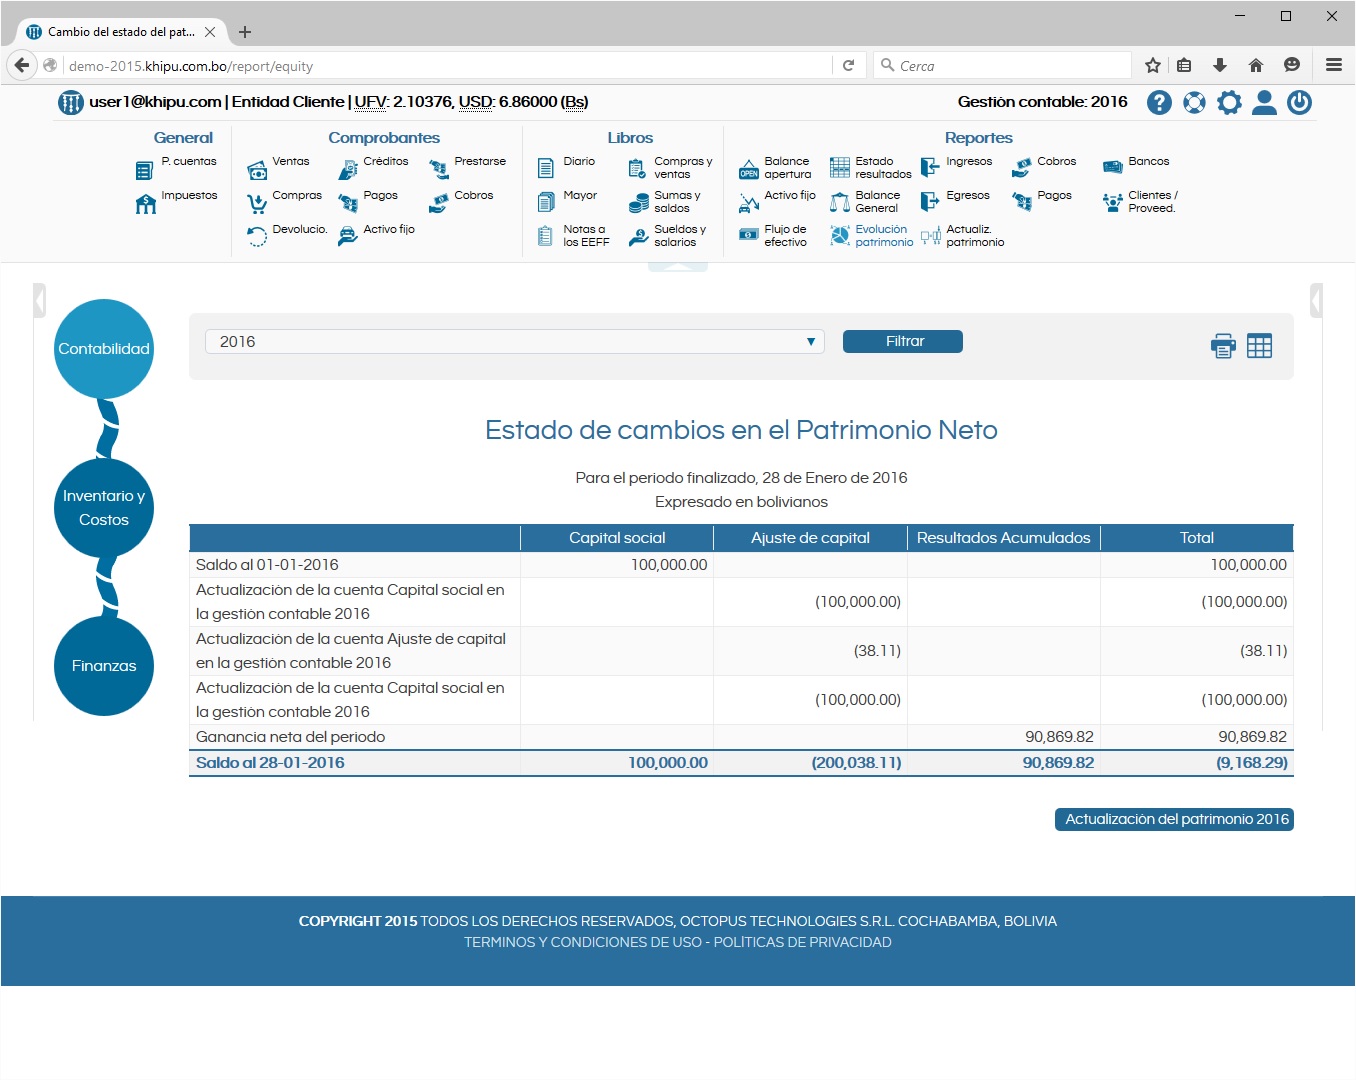 Cambio del estado del pat...
demo-2015.khipu.com.bo/report/equity
Cerca
user1@khipu.com | Entidad Cliente | UFV: 2.10376, USD: 6.86000 (Bs)
Gestión contable: 2016
General
P. cuentas
Impuestos
Comprobantes
Ventas
Créditos
Prestarse
Compras
Pagos
Cobros
Devolucio.
Activo fijo
Libros
Diario
Compras y
ventas
Mayor
Sumas y
saldos
Notas a
los EEFF
Sueldos y
salarios
Reportes
Balance
apertura
Estado
resultados
Ingresos
Cobros
Bancos
Activo fijo
Balance
General
Egresos
Pagos
Clientes /
Proveed.
Flujo de
efectivo
Evolución
patrimonio
Actualiz.
patrimonio
OPEN
Contabilidad
Inventario y
Costos
Finanzas
2016
Filtrar
Estado de cambios en el Patrimonio Neto
Para el periodo finalizado, 28 de Enero de 2016
Expresado en bolivianos
Capital social Ajuste de capital Resultados Acumulados Total
Saldo al 01-01-2016 100,000.00 100,000.00
Actualización de la cuenta Capital social en
la gestión contable 2016 (100,000.00) (100,000.00)
Actualización de la cuenta Ajuste de capital
en la gestión contable 2016 (38.11) (38.11)
Actualización de la cuenta Capital social en
la gestión contable 2016 (100,000.00) (100,000.00)
Ganancia neta del periodo 90,869.82 90,869.82
Saldo al 28-01-2016 100,000.00 (200,038.11) 90,869.82 (9,168.29)
Actualización del patrimonio 2016
COPYRIGHT 2015 TODOS LOS DERECHOS RESERVADOS, OCTOPUS TECHNOLOGIES S.R.L. COCHABAMBA, BOLIVIA
TERMINOS Y CONDICIONES DE USO - POLÍTICAS DE PRIVACIDAD